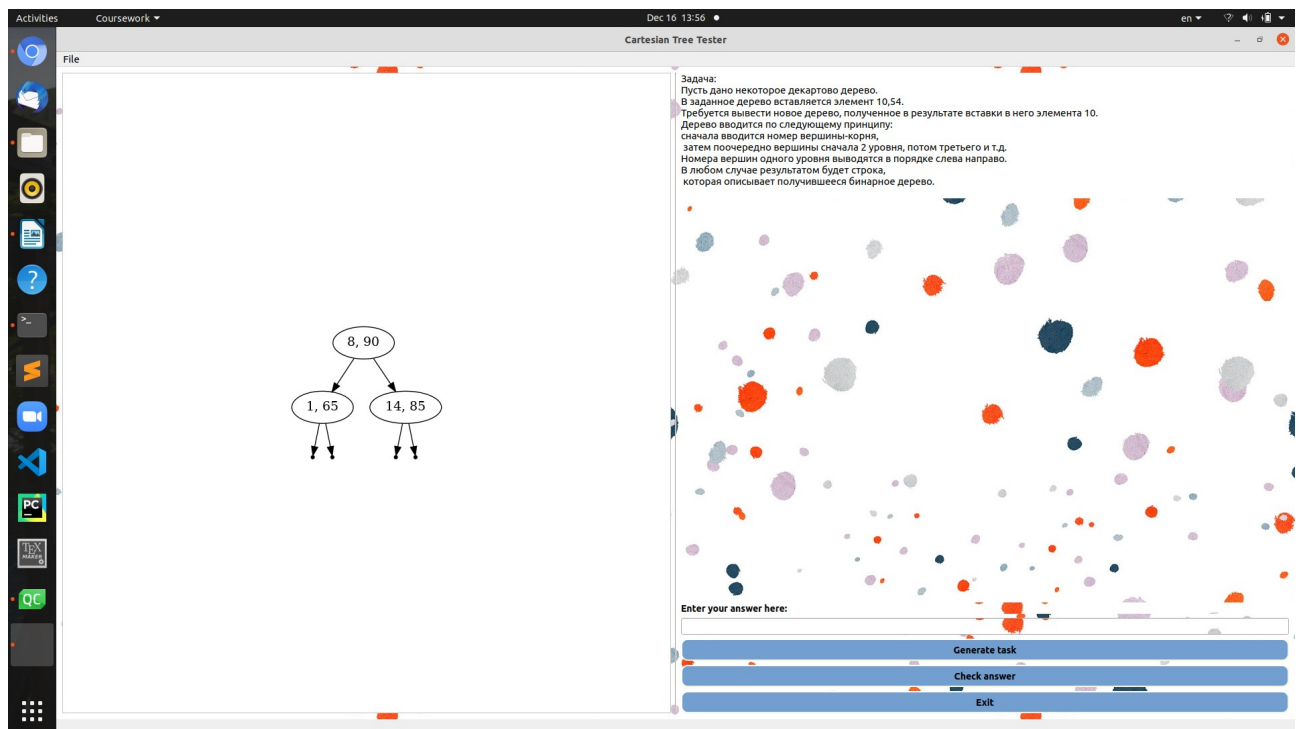 Activities Coursework Dec 16 13:56 en
Cartesian Tree Tester
File
Задача:
Пусть дано некоторое декартово дерево.
В заданное дерево вставляется элемент 10,54.
Требуется вывести новое дерево, полученное в результате вставки в него элемента 10.
Дерево вводится по следующему принципу:
сначала вводится номер вершины-корня,
затем поочередно вершины сначала 2 уровня, потом третьего и т.д.
Номера вершин одного уровня выводятся в порядке слева направо.
В любом случае результатом будет строка,
которая описывает получившееся бинарное дерево.
8, 90
1, 65 14, 85
>_
?
PC
TEX
MAKER
QC
Enter your answer here:
Generate task
Check answer
Exit